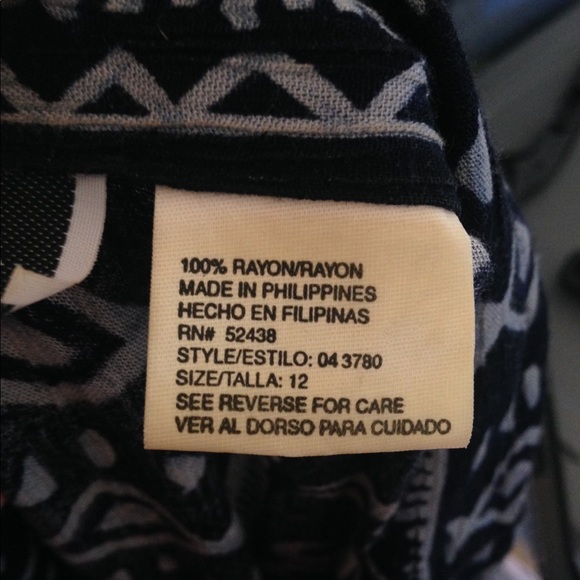 100% RAYON/RAYON
MADE IN PHILIPPINES
HECHO EN FILIPINAS
RN# 52438
STYLE/ESTILO: 04 3780
SIZE/TALLA: 12
SEE REVERSE FOR CARE
VER AL DORSO PARA CUIDADO